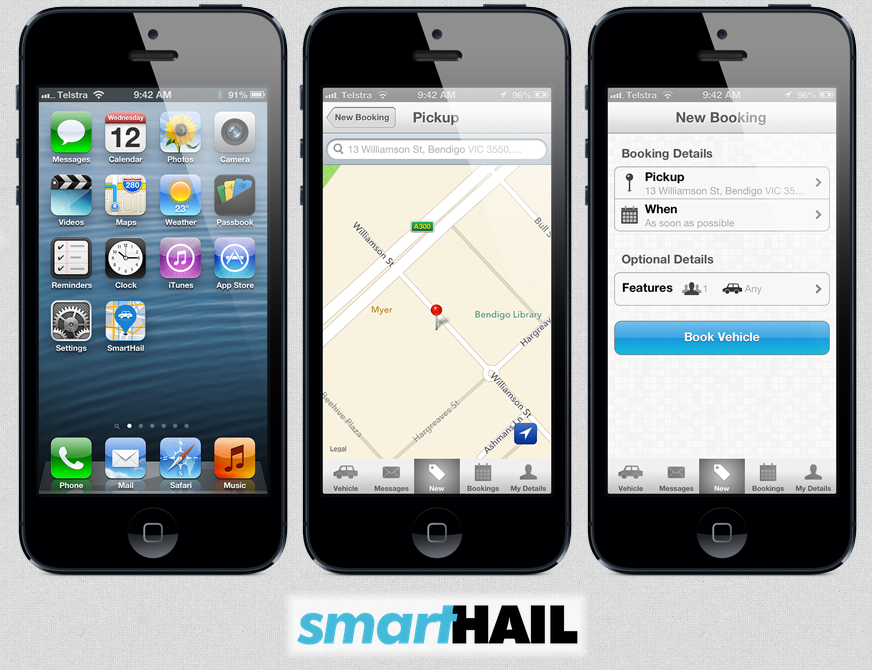 Telstra 9:42 AM 91%
Wednesday
12
Messages Calendar Photos Camera
280
23°
Videos Maps Weather Passbook
Reminders Clock iTunes App Store
Settings SmartHail
Phone Mail Safari Music
Telstra 9:42 AM 96%
New Booking Pickup
13 Williamson St, Bendigo VIC 3550,...
A300
Williamson St
Bull S
Myer
Bendigo Library
Hargreav
Williamson St
Beehive Plaza
Hargreaves St
Ashmans Ln
Legal
Vehicle Messages New Bookings My Details
Telstra 9:42 AM 96%
New Booking
Booking Details
Pickup
13 Williamson St, Bendigo VIC 35...
When
As soon as possible
Optional Details
Features 1 Any
Book Vehicle
Vehicle Messages New Bookings My Details
smartHAIL